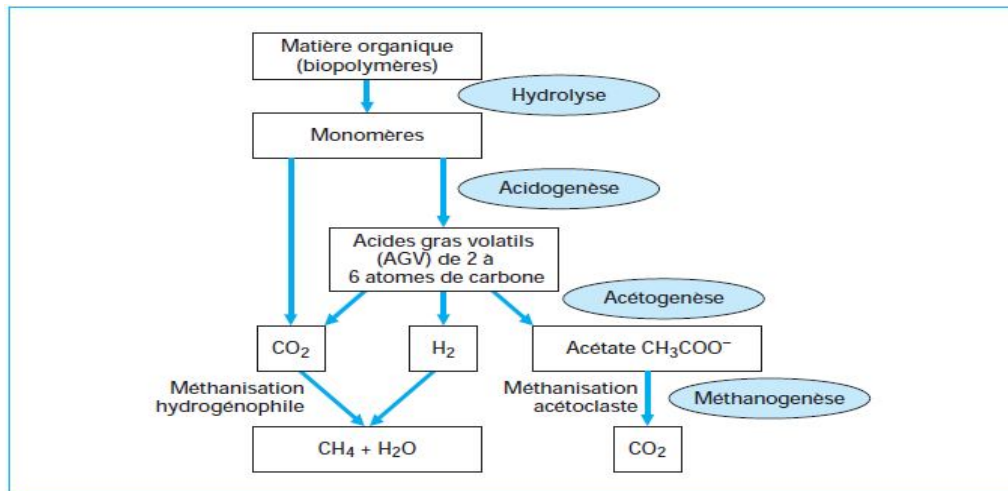 Matière organique
(biopolymères)
Hydrolyse
Monomères
Acidogenèse
Acides gras volatils
(AGV) de 2 à
6 atomes de carbone
Acétogenèse
CO₂
H₂
Acétate CH₃COO⁻
Méthanisation
hydrogénophile
Méthanisation
acétoclaste
Méthanogenèse
CH₄ + H₂O
CO₂